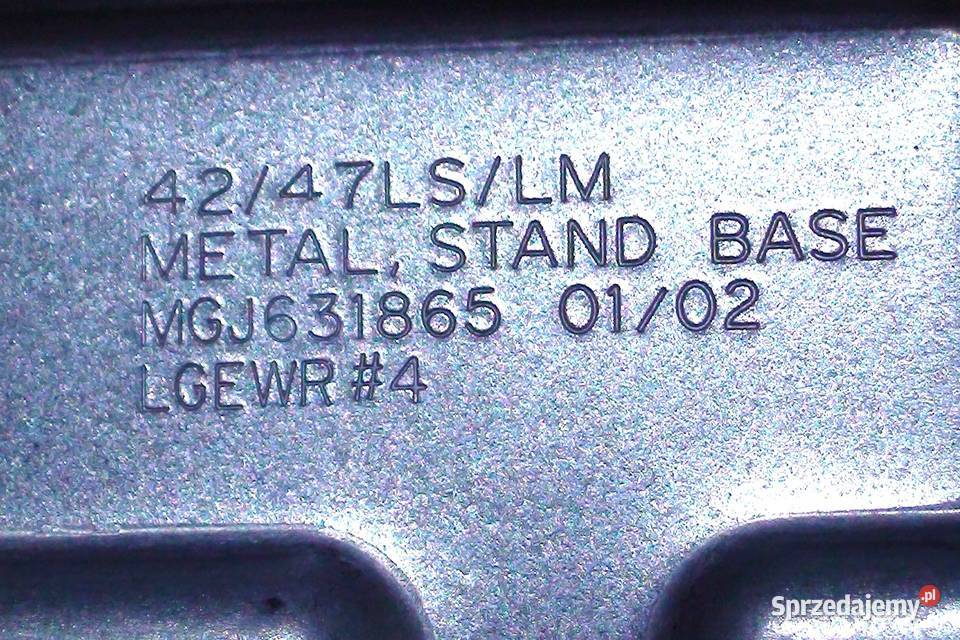 42/47LS/LM
METAL, STAND BASE
MGJ631865 01/02
LGEWR #4
Sprzedajemy.pl